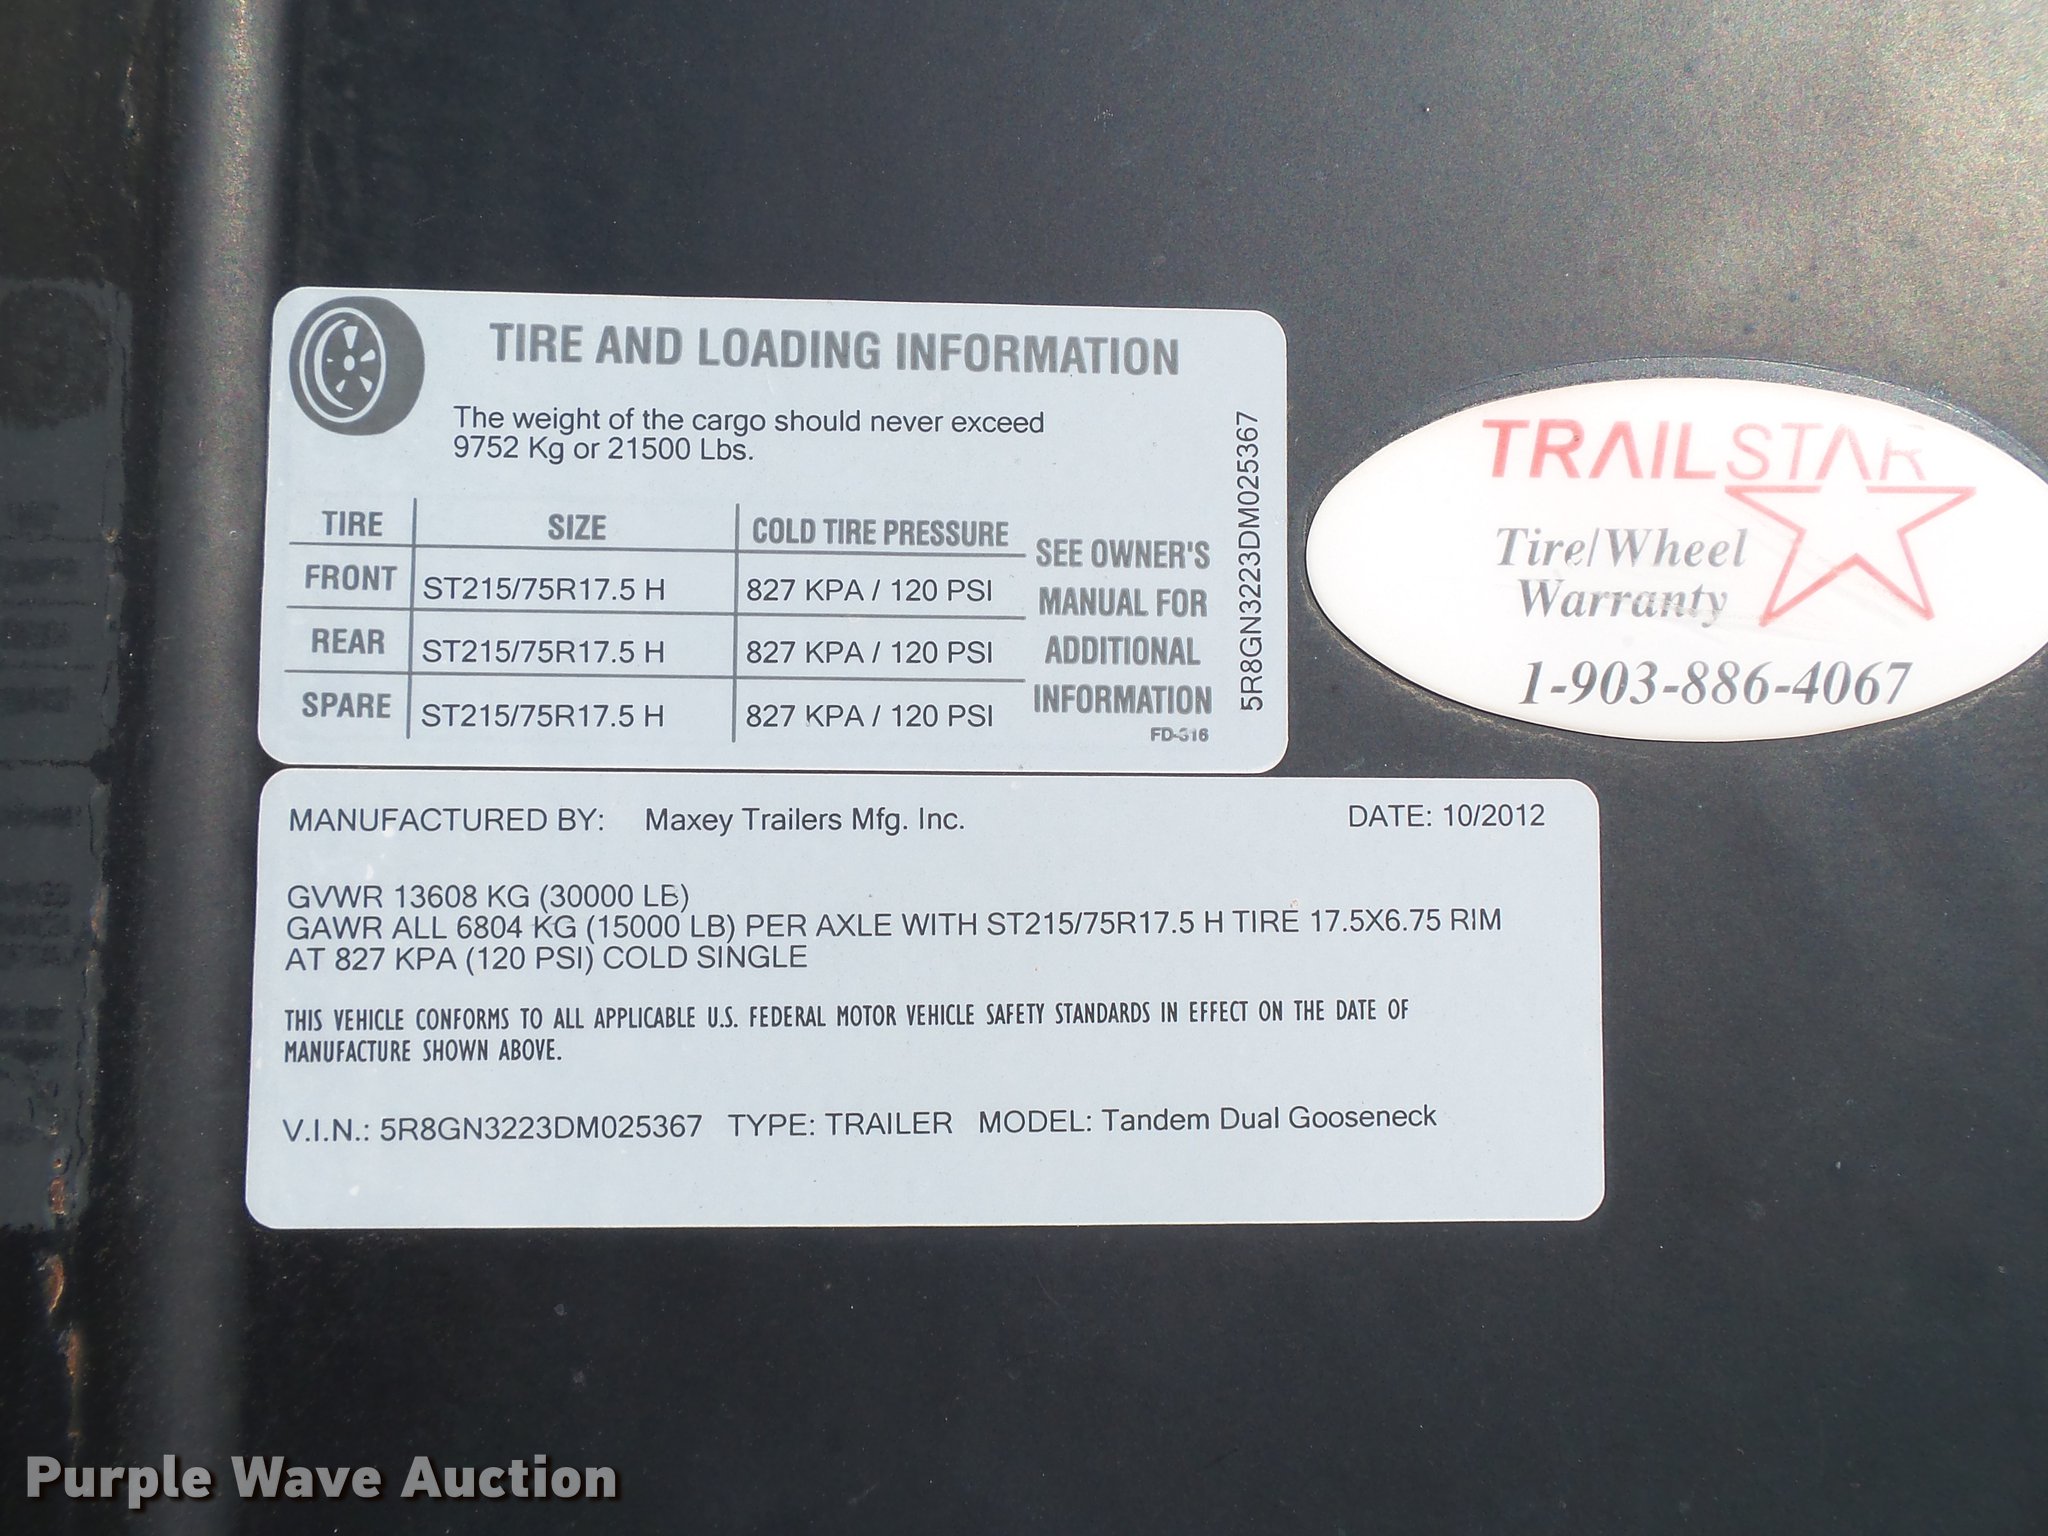 TIRE AND LOADING INFORMATION
The weight of the cargo should never exceed
9752 Kg or 21500 Lbs.
TIRE SIZE COLD TIRE PRESSURE
FRONT ST215/75R17.5 H 827 KPA / 120 PSI
REAR ST215/75R17.5 H 827 KPA / 120 PSI
SPARE ST215/75R17.5 H 827 KPA / 120 PSI
SEE OWNER'S
MANUAL FOR
ADDITIONAL
INFORMATION
FD-316
5R8GN3223DM025367
TRAILSTAR
Tire/Wheel
Warranty
1-903-886-4067
MANUFACTURED BY: Maxey Trailers Mfg. Inc. DATE: 10/2012
GVWR 13608 KG (30000 LB)
GAWR ALL 6804 KG (15000 LB) PER AXLE WITH ST215/75R17.5 H TIRE 17.5X6.75 RIM
AT 827 KPA (120 PSI) COLD SINGLE
THIS VEHICLE CONFORMS TO ALL APPLICABLE U.S. FEDERAL MOTOR VEHICLE SAFETY STANDARDS IN EFFECT ON THE DATE OF
MANUFACTURE SHOWN ABOVE.
V.I.N.: 5R8GN3223DM025367 TYPE: TRAILER MODEL: Tandem Dual Gooseneck
Purple Wave Auction